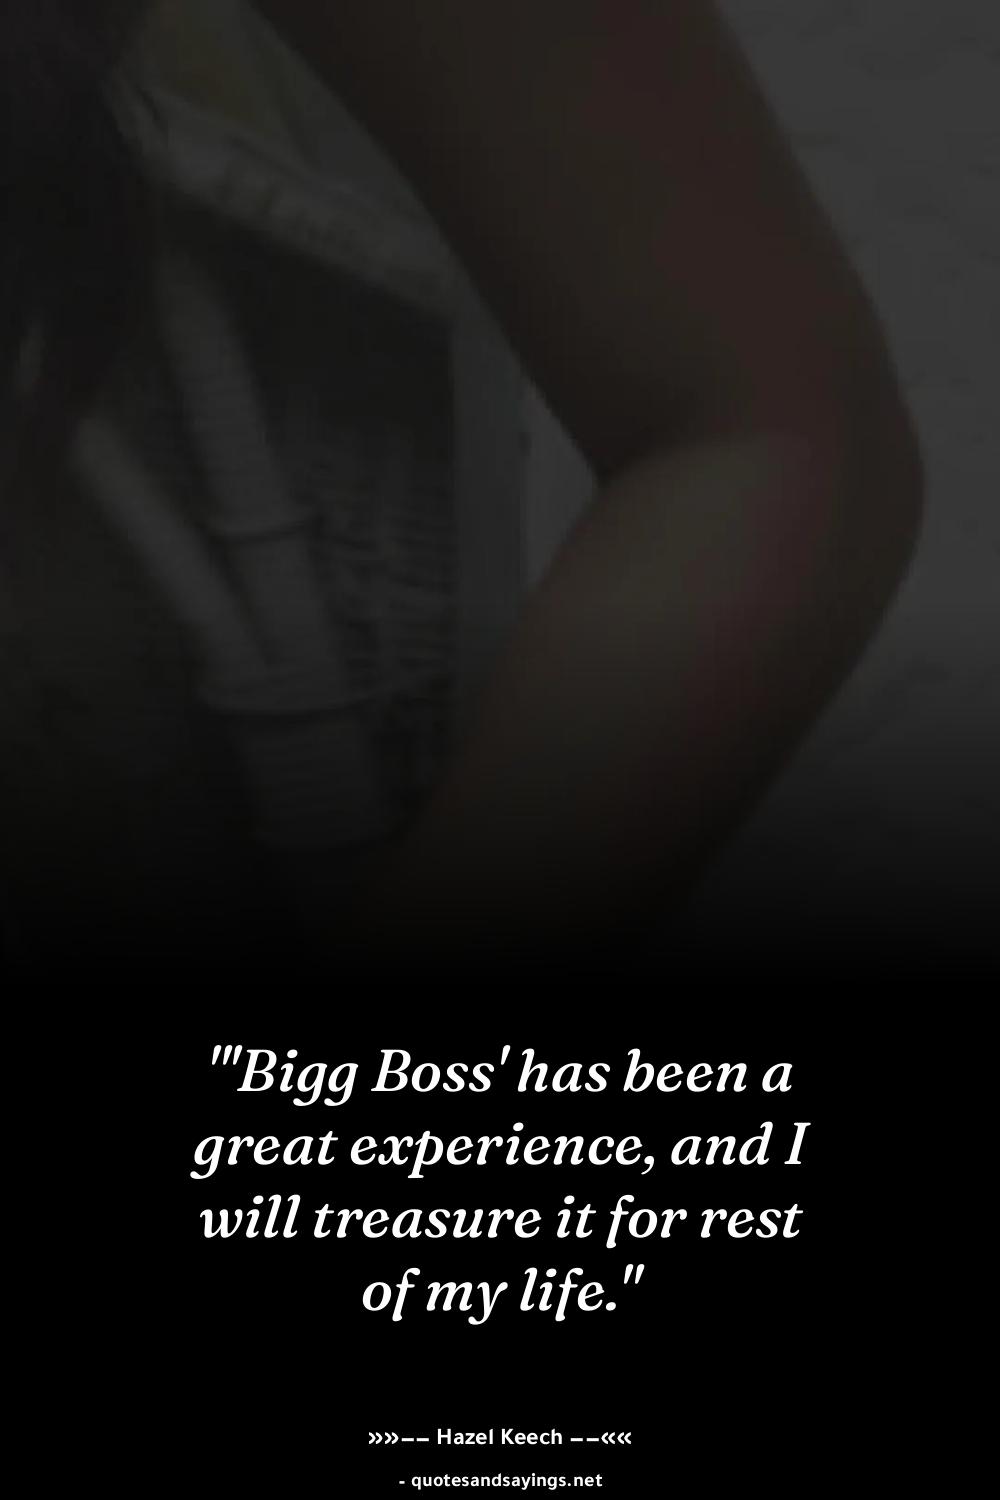 "'Bigg Boss' has been a
great experience, and I
will treasure it for rest
of my life."
»»−− Hazel Keech −−««
- quotesandsayings.net